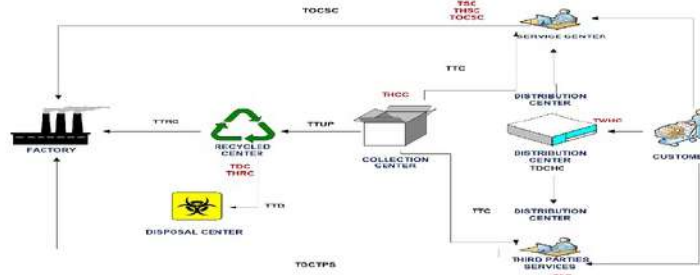 TSC
THSC
TOCSC
TOCSC
SERVICE CENTER
TTC
THCC
DISTRIBUTION
CENTER
TWHC
TTRC
TTUP
FACTORY
RECYCLED
CENTER
COLLECTION
CENTER
DISTRIBUTION
CENTER
TDCHC
CUSTOME
TDC
THRC
TTD
TTC
DISTRIBUTION
CENTER
DISPOSAL CENTER
THIRD PARTIES
SERVICES
TOCTPS